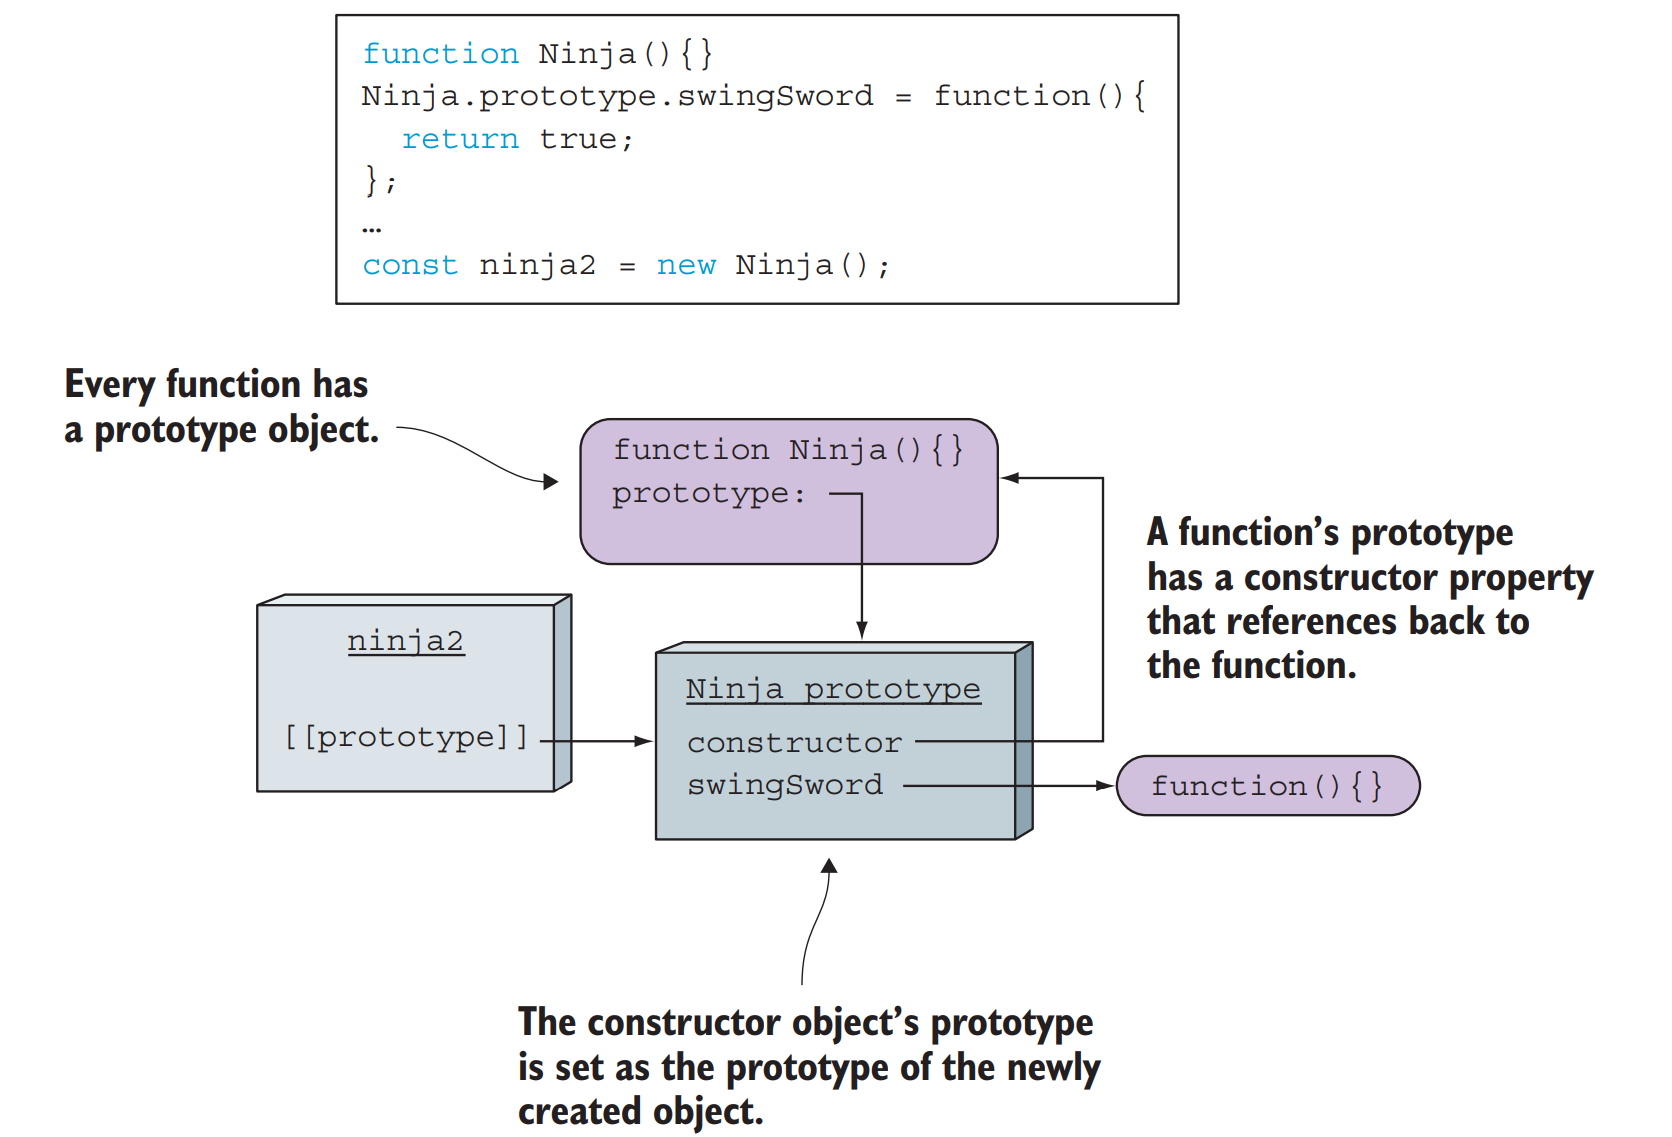 function Ninja(){}
Ninja.prototype.swingSword = function(){
  return true;
};
…
const ninja2 = new Ninja();
Every function has
a prototype object.
function Ninja(){}
prototype:
A function’s prototype
has a constructor property
that references back to
the function.
ninja2
[[prototype]]
Ninja prototype
constructor
swingSword
function(){}
The constructor object’s prototype
is set as the prototype of the newly
created object.